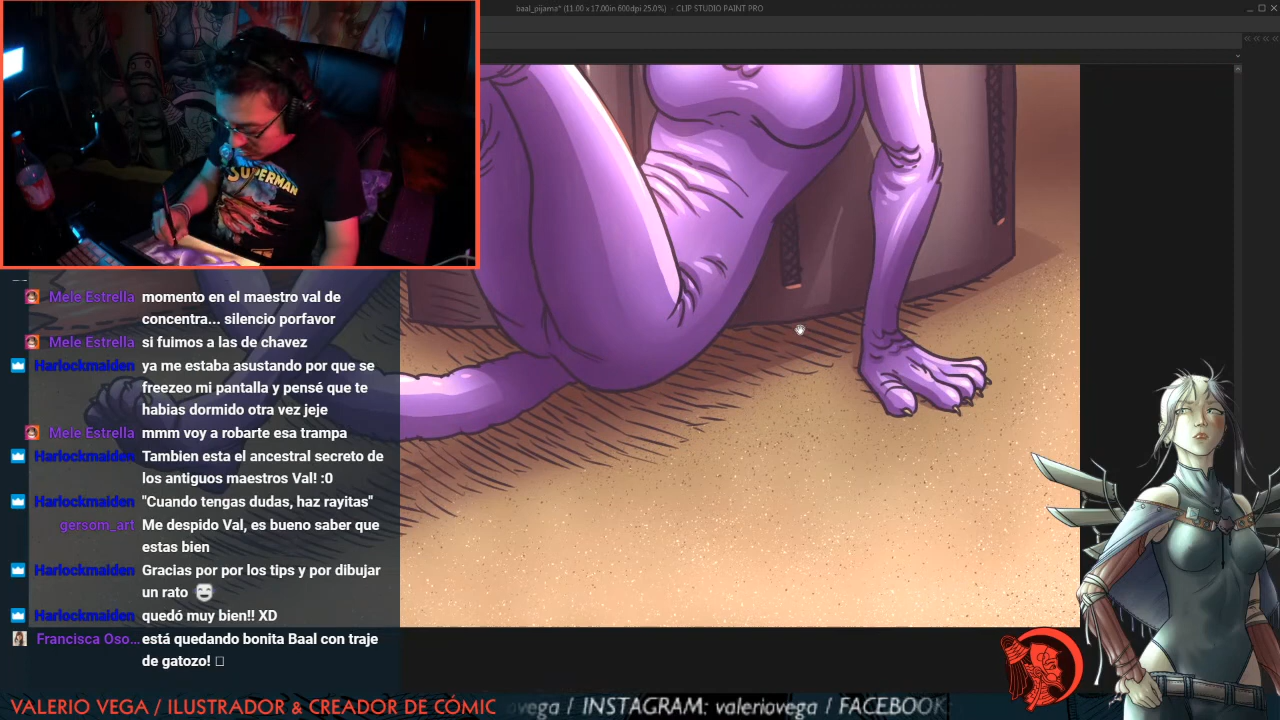 baal_pijama* (11.00 x 17.00in 600dpi 25.0%) - CLIP STUDIO PAINT PRO
SUPERMAN
Mele Estrella momento en el maestro val de
concentra... silencio porfavor
Mele Estrella si fuimos a las de chavez
Harlockmaiden ya me estaba asustando por que se
freezeo mi pantalla y pensé que te
habias dormido otra vez jeje
Mele Estrella mmm voy a robarte esa trampa
Harlockmaiden Tambien esta el ancestral secreto de
los antiguos maestros Val! :0
Harlockmaiden "Cuando tengas dudas, haz rayitas"
gersom_art Me despido Val, es bueno saber que
estas bien
Harlockmaiden Gracias por por los tips y por dibujar
un rato
Harlockmaiden quedó muy bien!! XD
Francisca Oso... está quedando bonita Baal con traje
de gatozo!
VALERIO VEGA / ILUSTRADOR & CREADOR DE CÓMIC
vega / INSTAGRAM: valeriovega / FACEBOOK